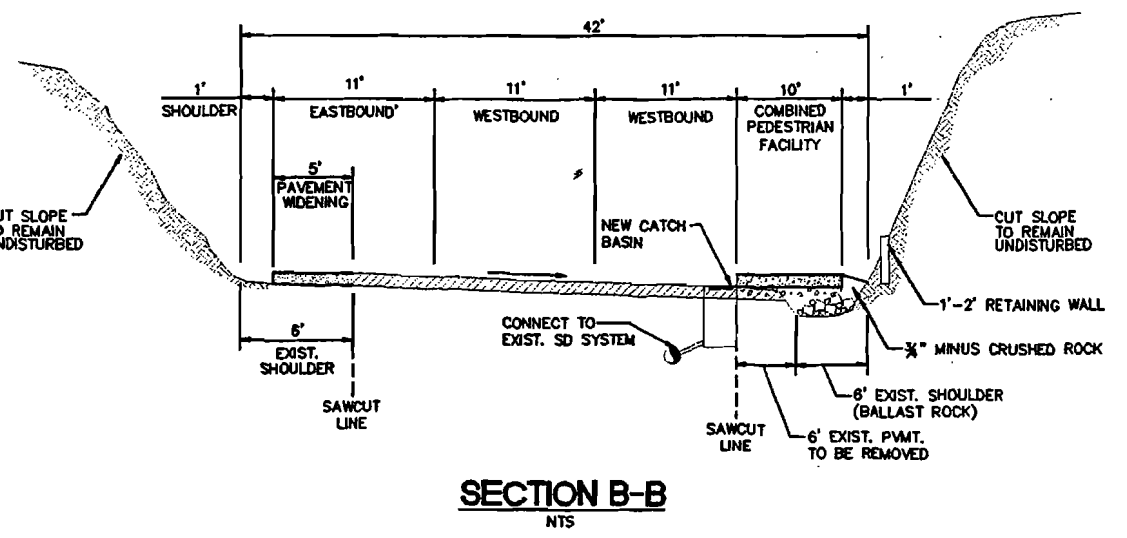 42'
1'
SHOULDER
11'
EASTBOUND'
11'
WESTBOUND
11'
WESTBOUND
10'
COMBINED
PEDESTRIAN
FACILITY
1'
5'
PAVEMENT
WIDENING
UT SLOPE
REMAIN
NDISTURBED
NEW CATCH
BASIN
CUT SLOPE
TO REMAIN
UNDISTURBED
1'-2' RETAINING WALL
CONNECT TO
EXIST. SD SYSTEM
¾" MINUS CRUSHED ROCK
6'
EXIST.
SHOULDER
SAWCUT
LINE
SAWCUT
LINE
6' EXIST. SHOULDER
(BALLAST ROCK)
6' EXIST. PVMT.
TO BE REMOVED
SECTION B-B
NTS